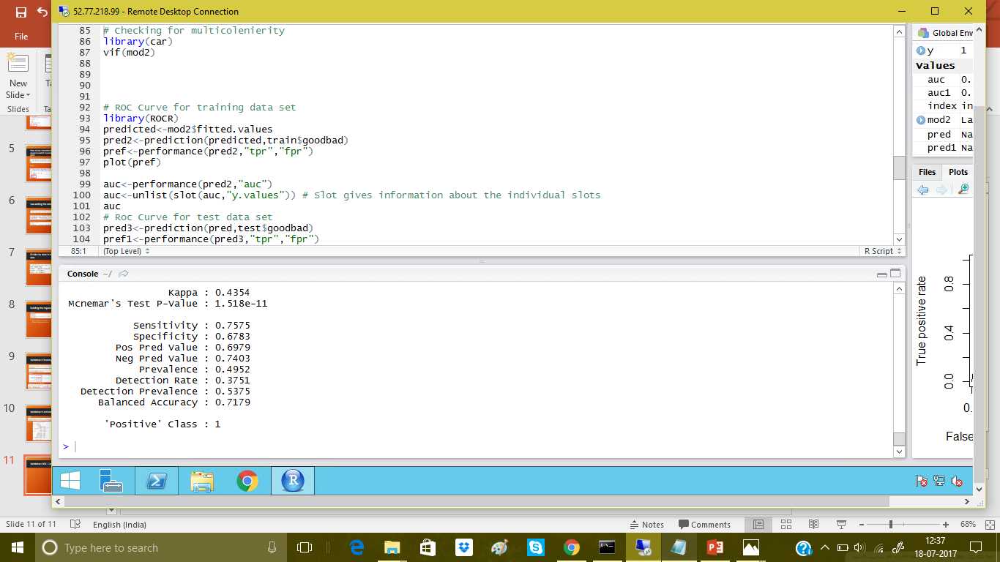 52.77.218.99 - Remote Desktop Connection
File
New
Slide
Slides
Ta
5
6
7
8
9
10
11
85 # Checking for multicolenierity
86 library(car)
87 vif(mod2)
88
89
90
91
92 # ROC Curve for training data set
93 library(ROCR)
94 predicted<-mod2$fitted.values
95 pred2<-prediction(predicted,train$goodbad)
96 pref<-performance(pred2,"tpr","fpr")
97 plot(pref)
98
99 auc<-performance(pred2,"auc")
100 auc<-unlist(slot(auc,"y.values")) # Slot gives information about the individual slots
101 auc
102 # Roc Curve for test data set
103 pred3<-prediction(pred,test$goodbad)
104 pref1<-performance(pred3,"tpr","fpr")
85:1 (Top Level) R Script
Console ~/
Kappa : 0.4354
Mcnemar's Test P-Value : 1.518e-11
Sensitivity : 0.7575
Specificity : 0.6783
Pos Pred Value : 0.6979
Neg Pred Value : 0.7403
Prevalence : 0.4952
Detection Rate : 0.3751
Detection Prevalence : 0.5375
Balanced Accuracy : 0.7179
'Positive' Class : 1
>
Global Env
y 1
Values
auc 0.
auc1 0.
index in
mod2 La
pred Na
pred1 Na
Files Plots
True positive rate
0.0 0.4 0.8
0.
False
Slide 11 of 11 English (India) Notes Comments 68%
Type here to search
12:37
18-07-2017